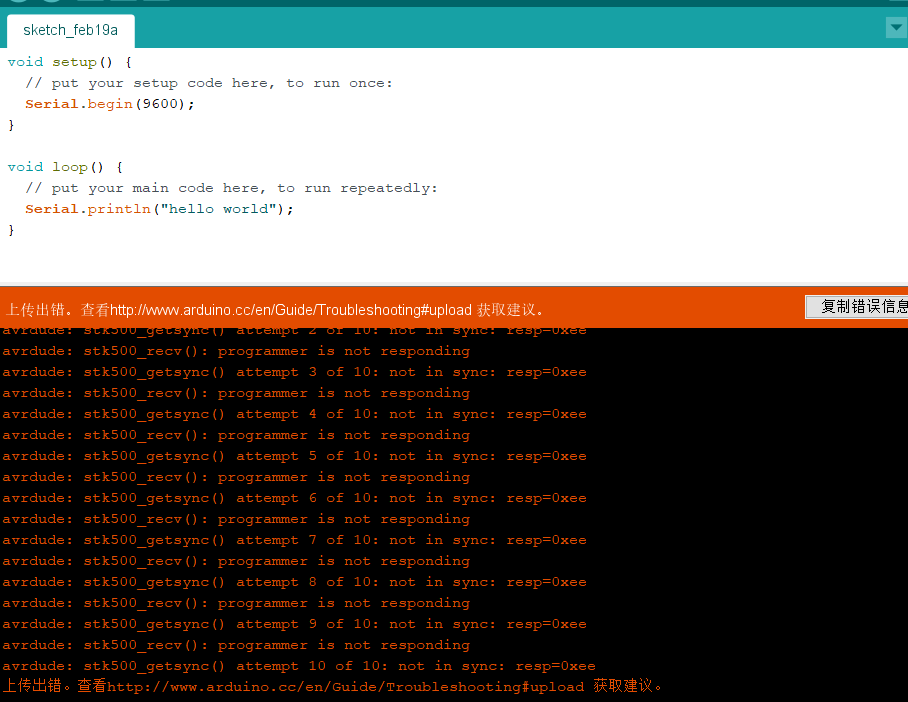 sketch_feb19a
void setup() {
// put your setup code here, to run once:
Serial.begin(9600);
}
void loop() {
// put your main code here, to run repeatedly:
Serial.println("hello world");
}
上传出错。查看http://www.arduino.cc/en/Guide/Troubleshooting#upload 获取建议。
复制错误信息
avrdude: stk500_getsync() attempt 2 of 10: not in sync: resp=0xee
avrdude: stk500_recv(): programmer is not responding
avrdude: stk500_getsync() attempt 3 of 10: not in sync: resp=0xee
avrdude: stk500_recv(): programmer is not responding
avrdude: stk500_getsync() attempt 4 of 10: not in sync: resp=0xee
avrdude: stk500_recv(): programmer is not responding
avrdude: stk500_getsync() attempt 5 of 10: not in sync: resp=0xee
avrdude: stk500_recv(): programmer is not responding
avrdude: stk500_getsync() attempt 6 of 10: not in sync: resp=0xee
avrdude: stk500_recv(): programmer is not responding
avrdude: stk500_getsync() attempt 7 of 10: not in sync: resp=0xee
avrdude: stk500_recv(): programmer is not responding
avrdude: stk500_getsync() attempt 8 of 10: not in sync: resp=0xee
avrdude: stk500_recv(): programmer is not responding
avrdude: stk500_getsync() attempt 9 of 10: not in sync: resp=0xee
avrdude: stk500_recv(): programmer is not responding
avrdude: stk500_getsync() attempt 10 of 10: not in sync: resp=0xee
上传出错。查看http://www.arduino.cc/en/Guide/Troubleshooting#upload 获取建议。